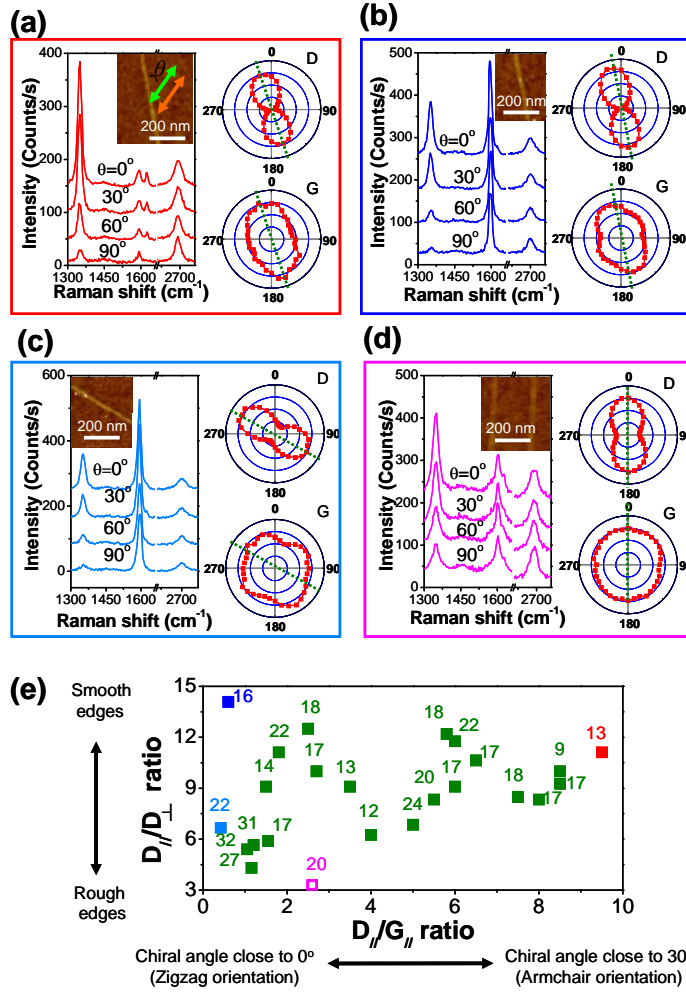 (a)
400
300
200
100
0
Intensity (Counts/s)
θ
200 nm
θ=0°
30°
60°
90°
1300 1450 1600 2700
Raman shift (cm-1)
D
0
270 90
180
G
0
270 90
180
(b)
500
400
300
200
100
0
Intensity (Counts/s)
200 nm
θ=0°
30°
60°
90°
1300 1450 1600 2700
Raman shift (cm-1)
D
0
270 90
180
G
0
270 90
180
(c)
600
400
200
0
Intensity (Counts/s)
200 nm
θ=0°
30°
60°
90°
1300 1450 1600 2700
Raman shift (cm-1)
D
0
270 90
180
G
0
270 90
180
(d)
500
400
300
200
100
0
Intensity (Counts/s)
200 nm
θ=0°
30°
60°
90°
1300 1450 1600 2700
Raman shift (cm-1)
D
0
270 90
180
G
0
270 90
180
(e)
Smooth
edges
Rough
edges
15
12
9
6
3
D///D⊥ ratio
16
18
18
22
22
13
17
17
9
14
13
20
17
18
17
17
22
31
12
24
32
17
27
20
0 2 4 6 8 10
D///G// ratio
Chiral angle close to 0°
(Zigzag orientation)
Chiral angle close to 30
(Armchair orientation)